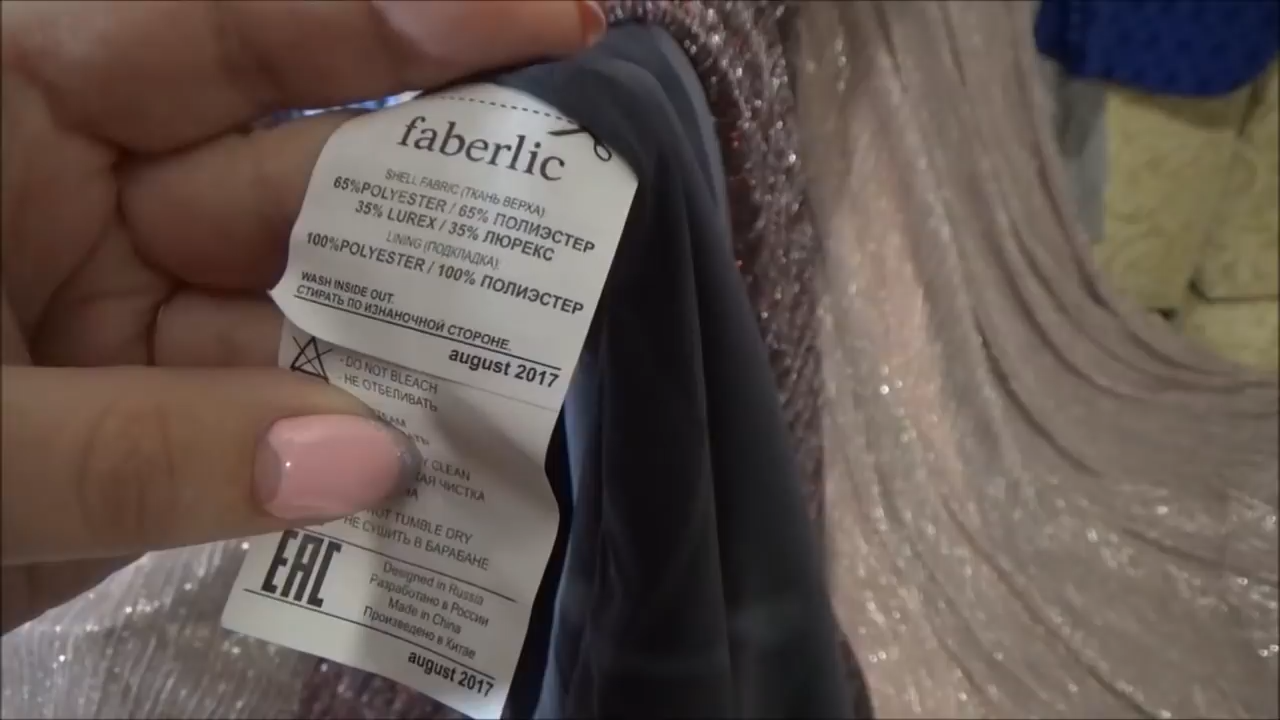 faberlic
SHELL FABRIC (ТКАНЬ ВЕРХА)
65%POLYESTER / 65% ПОЛИЭСТЕР
35% LUREX / 35% ЛЮРЕКС
LINING (ПОДКЛАДКА)
100%POLYESTER / 100% ПОЛИЭСТЕР
WASH INSIDE OUT.
СТИРАТЬ ПО ИЗНАНОЧНОЙ СТОРОНЕ.
august 2017
- DO NOT BLEACH
- НЕ ОТБЕЛИВАТЬ
CLEAN
ЧИСТКА
TUMBLE DRY
НЕ СУШИТЬ В БАРАБАНЕ
EAC
Designed in Russia
Разработано в России
Made in China
Произведено в Китае
august 2017